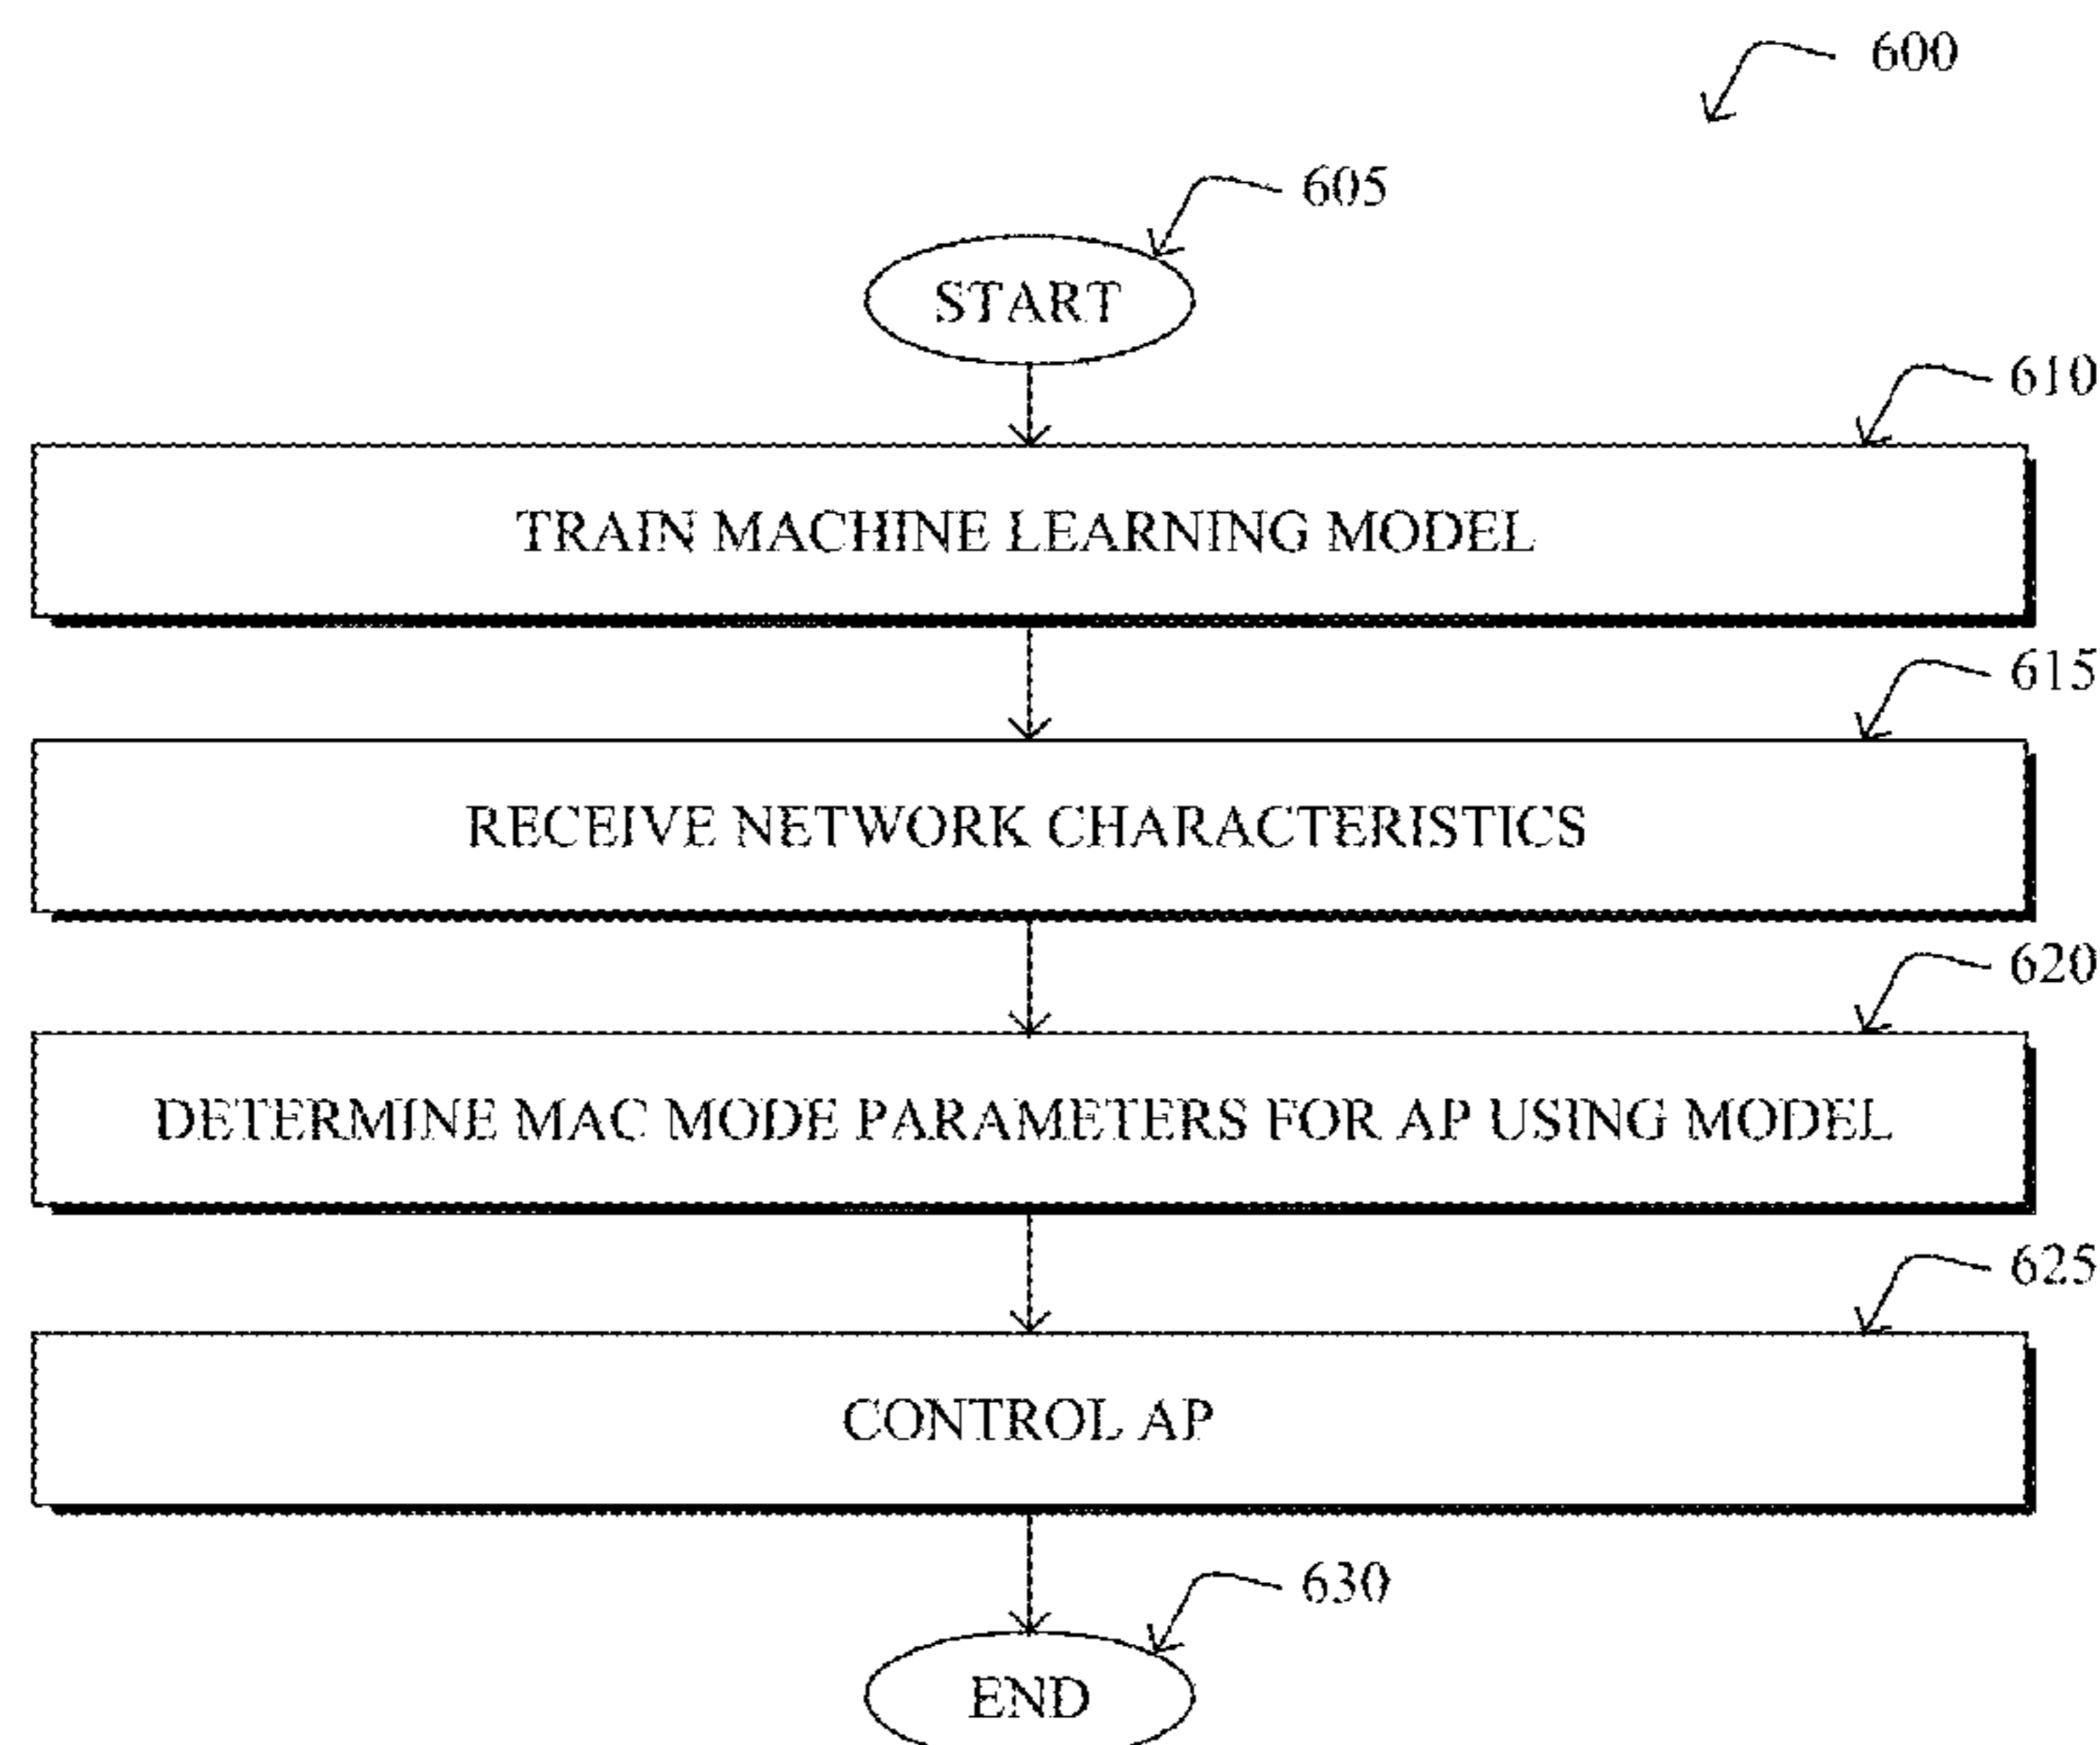 600
605
START
610
TRAIN MACHINE LEARNING MODEL
615
RECEIVE NETWORK CHARACTERISTICS
620
DETERMINE MAC MODE PARAMETERS FOR AP USING MODEL
625
CONTROL AP
630
END